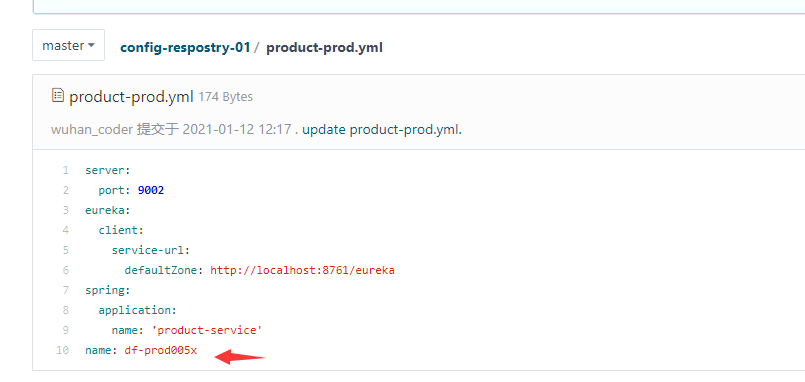 master
config-respostry-01 / product-prod.yml
product-prod.yml 174 Bytes
wuhan_coder 提交于 2021-01-12 12:17 . update product-prod.yml.
1 server:
2   port: 9002
3 eureka:
4   client:
5     service-url:
6       defaultZone: http://localhost:8761/eureka
7 spring:
8   application:
9     name: 'product-service'
10 name: df-prod005x